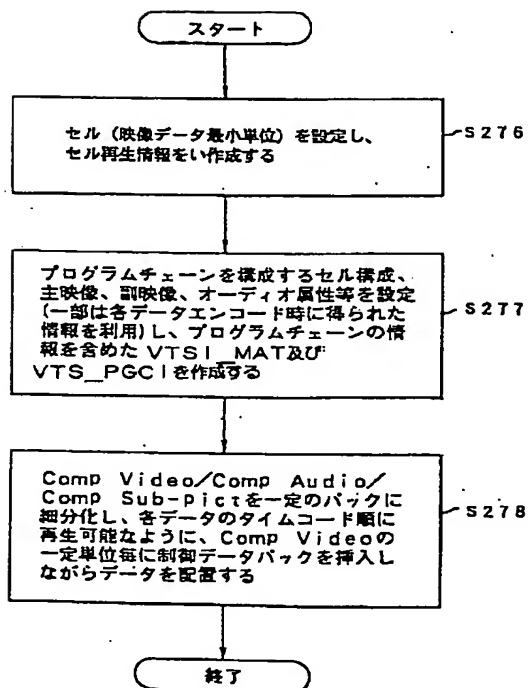 スタート
セル（映像データ最小単位）を設定し、
セル再生情報をい作成する
S276
プログラムチェーンを構成するセル構成、
主映像、副映像、オーディオ属性等を設定
(一部は各データエンコード時に得られた
情報を利用)し、プログラムチェーンの情
報を含めた VTSI_MAT及び
VTS_PGCIを作成する
S277
Comp Video/Comp Audio/
Comp Sub-pictを一定のパックに
細分化し、各データのタイムコード順に
再生可能なように、Comp Videoの
一定単位毎に制御データパックを挿入し
ながらデータを配置する
S278
終了